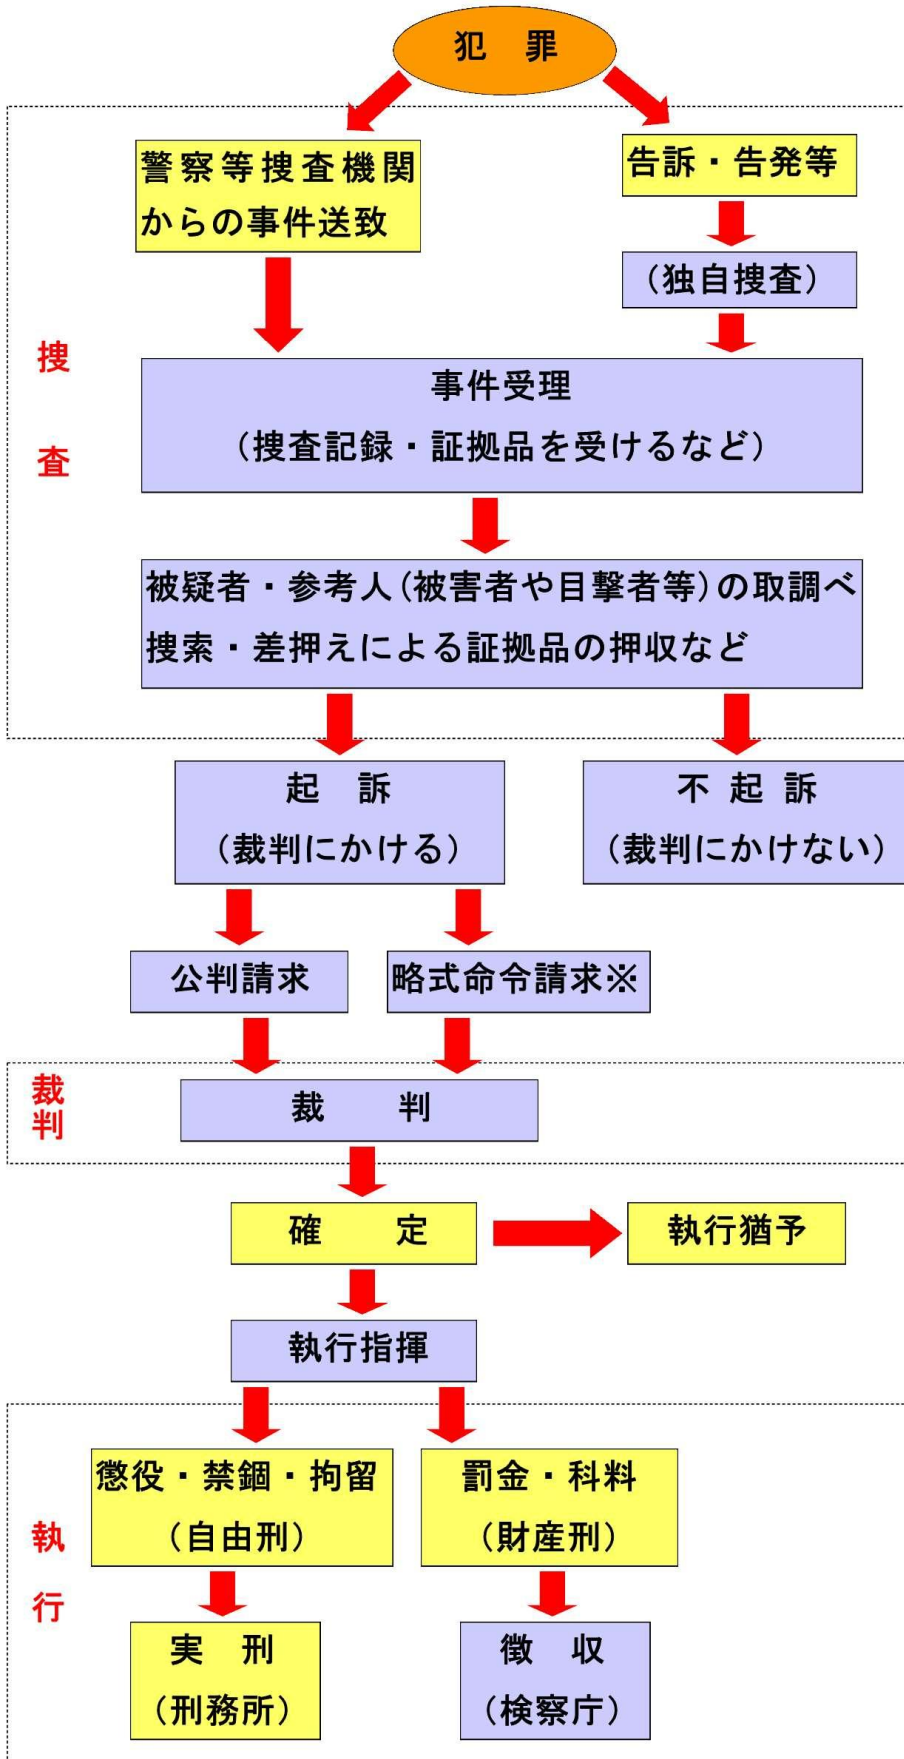 犯　罪
警察等捜査機関
からの事件送致
告訴・告発等
（独自捜査）
捜
査
事件受理
（捜査記録・証拠品を受けるなど）
被疑者・参考人(被害者や目撃者等)の取調べ
捜索・差押えによる証拠品の押収など
起　訴
（裁判にかける）
不 起 訴
（裁判にかけない）
公判請求
略式命令請求※
裁
判
裁　　判
確　　定
執行猶予
執行指揮
執
行
懲役・禁錮・拘留
（自由刑）
罰金・科料
（財産刑）
実　刑
（刑務所）
徴　収
（検察庁）